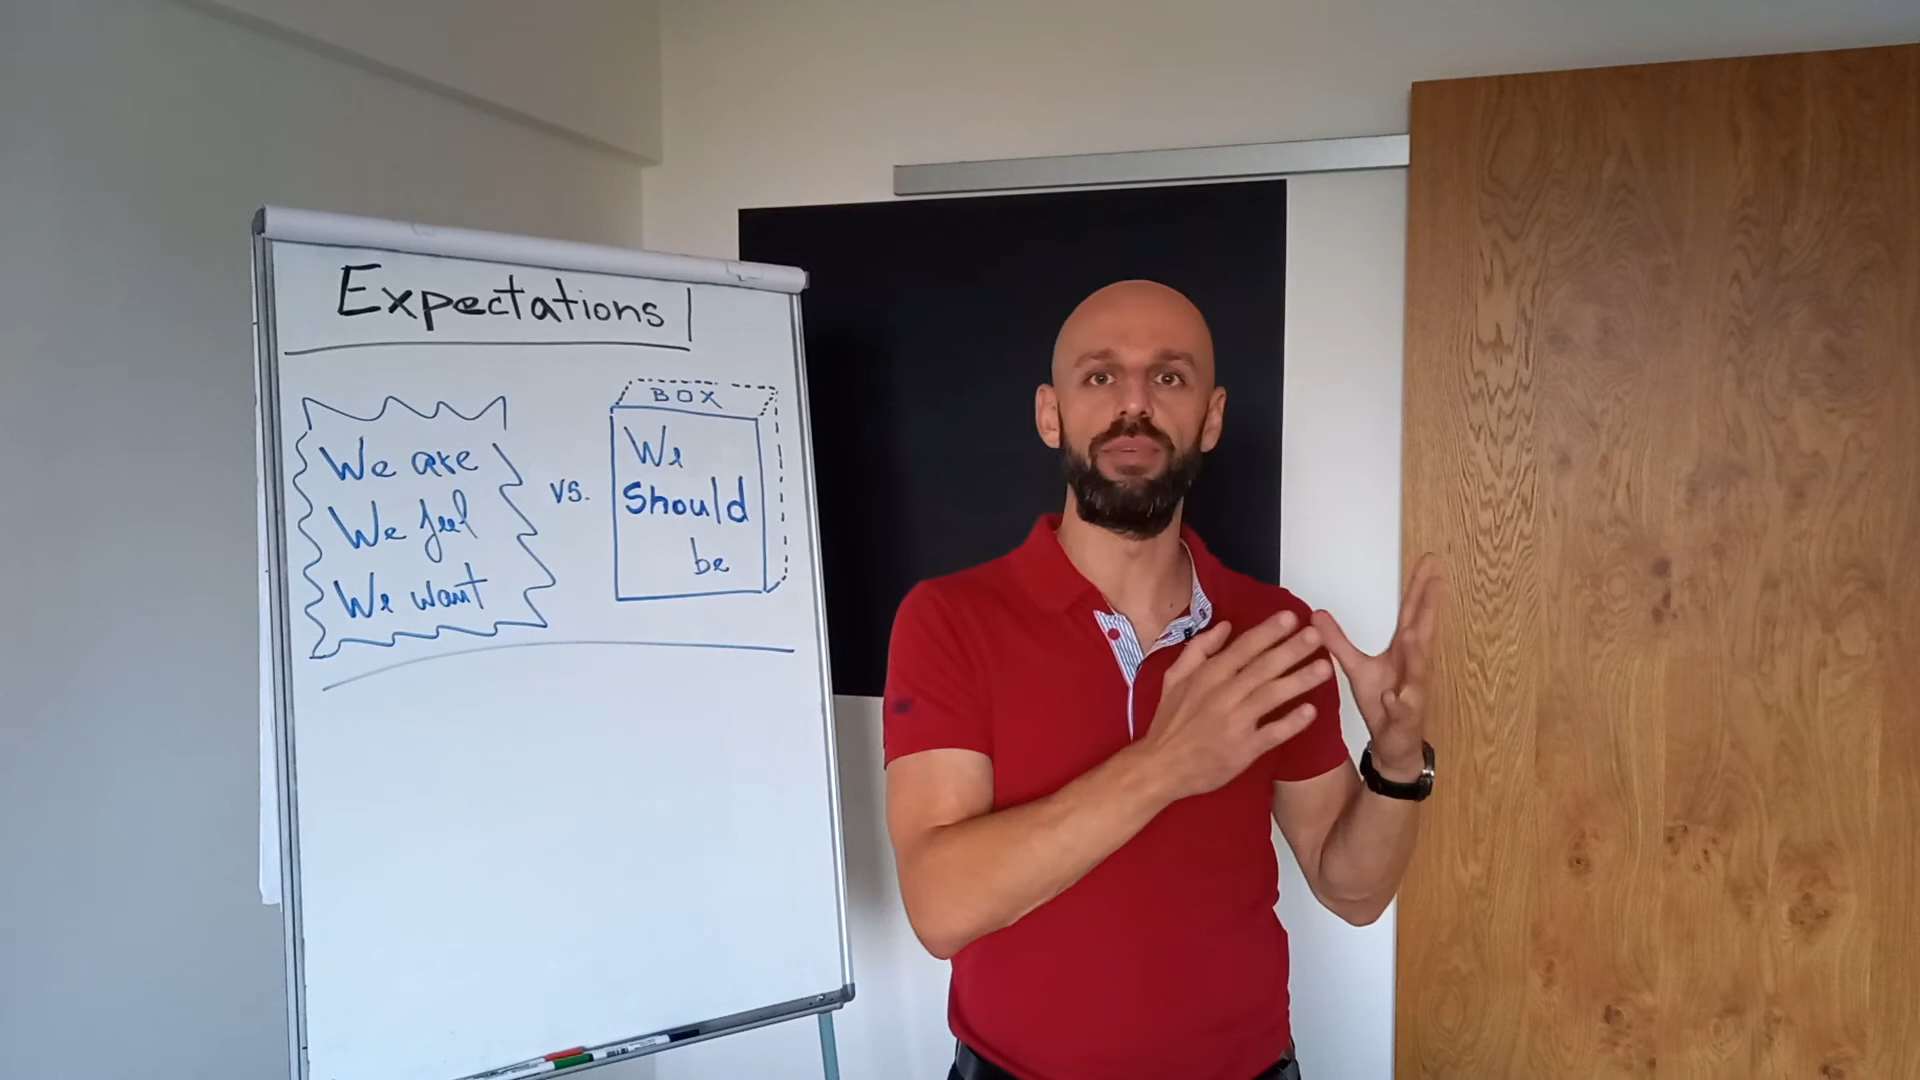 Expectations
We are
We feel
We want
vs.
BOX
We
Should
be